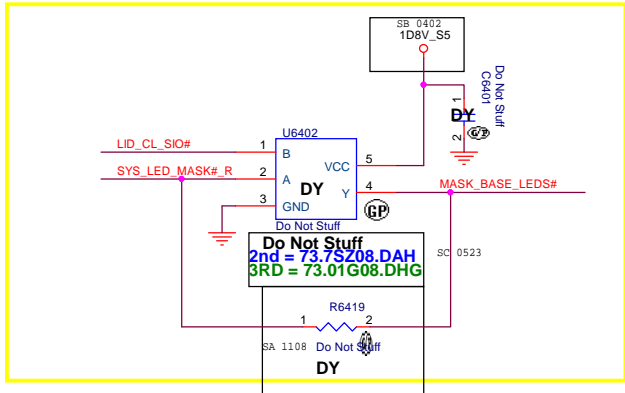 SB 0402
1D8V_S5
Do Not Stuff
C6401
1
DY
2
GP
U6402
LID_CL_SIO#
1
B
SYS_LED_MASK#_R
2
A
3
GND
VCC
5
Y
4
DY
MASK_BASE_LEDS#
GP
Do Not Stuff
Do Not Stuff
2nd = 73.7SZ08.DAH
3RD = 73.01G08.DHG
SC 0523
R6419
1
2
SA 1108
Do Not Stuff
DY